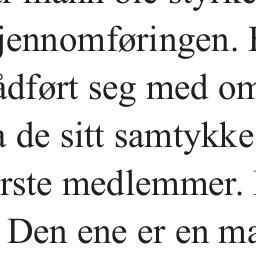 jennomføringen.
ådført seg med om
de sitt samtykke
rste medlemmer.
Den ene er en ma